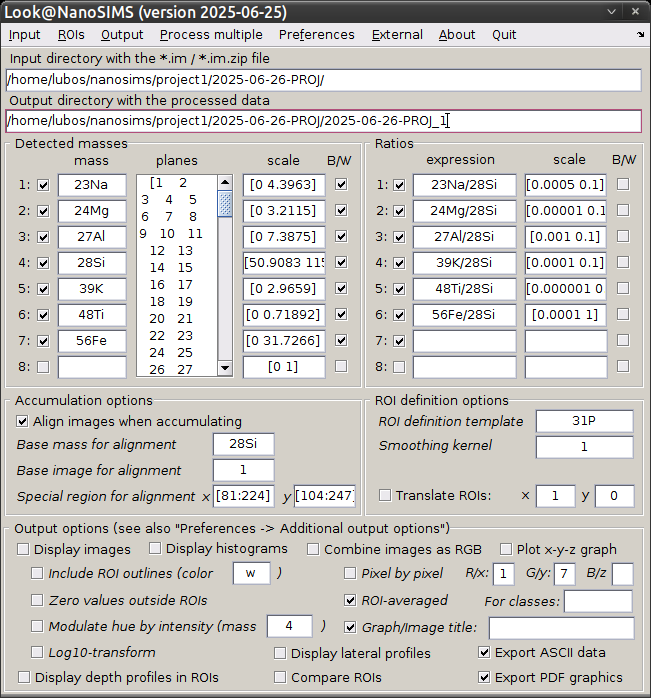 Look@NanoSIMS (version 2025-06-25)
Input ROIs Output Process multiple Preferences External About Quit
Input directory with the *.im / *.im.zip file
/home/lubos/nanosims/project1/2025-06-26-PROJ/
Output directory with the processed data
/home/lubos/nanosims/project1/2025-06-26-PROJ/2025-06-26-PROJ_1
Detected masses
mass planes scale B/W
1: 23Na [0 4.3963]
2: 24Mg [0 3.2115]
3: 27Al [0 7.3875]
4: 28Si [50.9083 115
5: 39K [0 2.9659]
6: 48Ti [0 0.71892]
7: 56Fe [0 31.7266]
8: [0 1]
[1 2
3 4 5
6 7 8
9 10 11
12 13
14 15
16 17
18 19
20 21
22 23
24 25
26 27
Ratios
expression scale B/W
1: 23Na/28Si [0.0005 0.1]
2: 24Mg/28Si [0.00001 0.1
3: 27Al/28Si [0.001 0.1]
4: 39K/28Si [0.0001 0.1]
5: 48Ti/28Si [0.000001 0
6: 56Fe/28Si [0.0001 1]
7:
8:
Accumulation options
Align images when accumulating
Base mass for alignment 28Si
Base image for alignment 1
Special region for alignment x [81:224] y [104:247]
ROI definition options
ROI definition template 31P
Smoothing kernel 1
Translate ROIs: x 1 y 0
Output options (see also "Preferences -> Additional output options")
Display images Display histograms Combine images as RGB Plot x-y-z graph
Include ROI outlines (color w ) Pixel by pixel R/x: 1 G/y: 7 B/z
Zero values outside ROIs ROI-averaged For classes:
Modulate hue by intensity (mass 4 ) Graph/Image title:
Log10-transform Display lateral profiles Export ASCII data
Display depth profiles in ROIs Compare ROIs Export PDF graphics